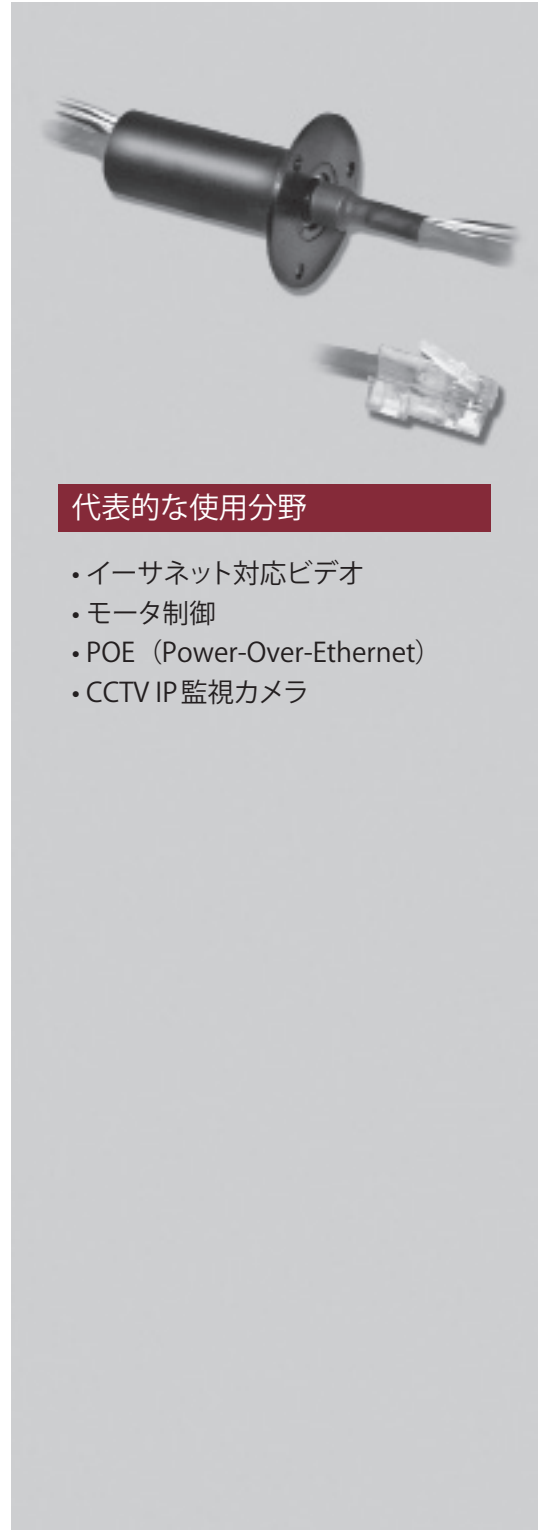 代表的な使用分野
• イーサネット対応ビデオ
• モータ制御
• POE（Power-Over-Ethernet）
• CCTV IP監視カメラ